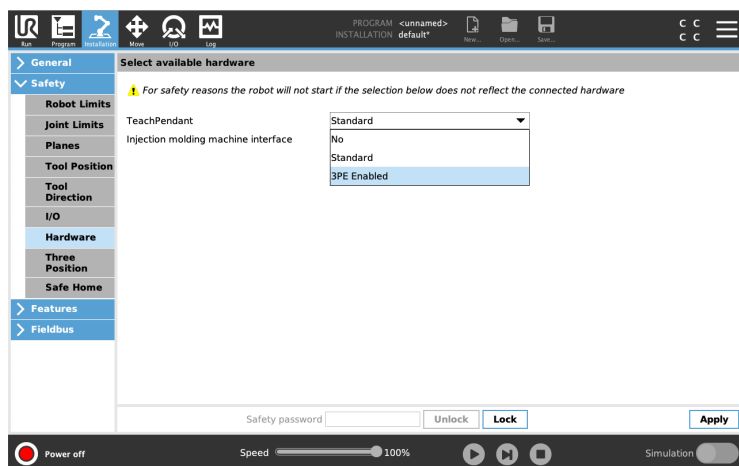 UR
PROGRAM <unnamed>
INSTALLATION default*
Run Program Installation Move I/O Log
New... Open... Save...
C C
C C
General
Safety
Robot Limits
Joint Limits
Planes
Tool Position
Tool
Direction
I/O
Hardware
Three
Position
Safe Home
Features
Fieldbus
Select available hardware
For safety reasons the robot will not start if the selection below does not reflect the connected hardware
TeachPendant Standard
Injection molding machine interface
No
Standard
3PE Enabled
Safety password Unlock Lock Apply
Power off Speed 100% Simulation